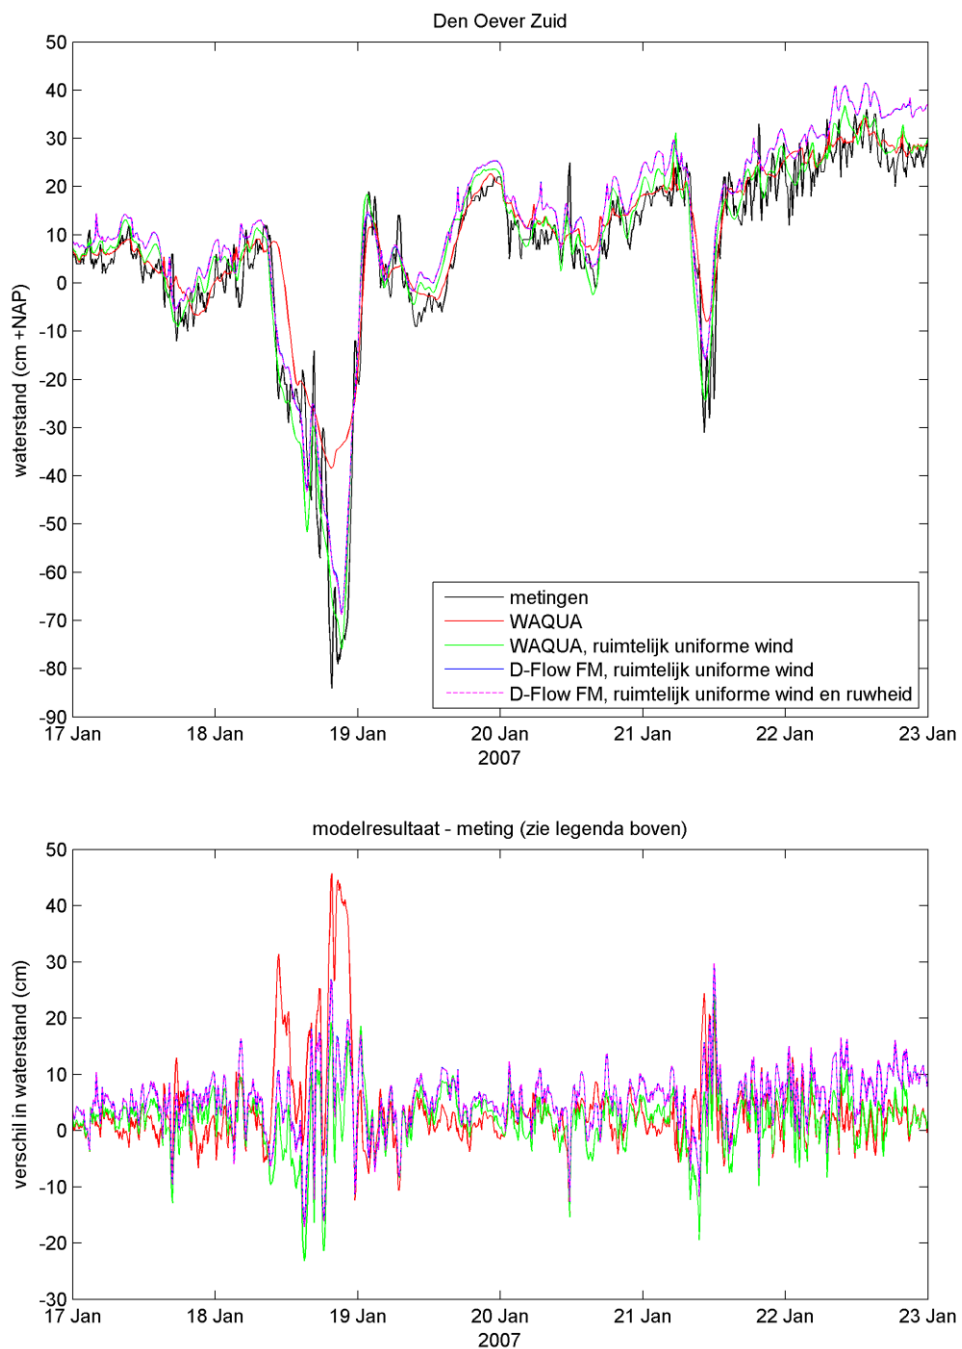 Den Oever Zuid
waterstand (cm +NAP)
50
40
30
20
10
0
-10
-20
-30
-40
-50
-60
-70
-80
-90
metingen
WAQUA
WAQUA, ruimtelijk uniforme wind
D-Flow FM, ruimtelijk uniforme wind
D-Flow FM, ruimtelijk uniforme wind en ruwheid
17 Jan 18 Jan 19 Jan 20 Jan 21 Jan 22 Jan 23 Jan
2007
modelresultaat - meting (zie legenda boven)
verschil in waterstand (cm)
50
40
30
20
10
0
-10
-20
-30
17 Jan 18 Jan 19 Jan 20 Jan 21 Jan 22 Jan 23 Jan
2007